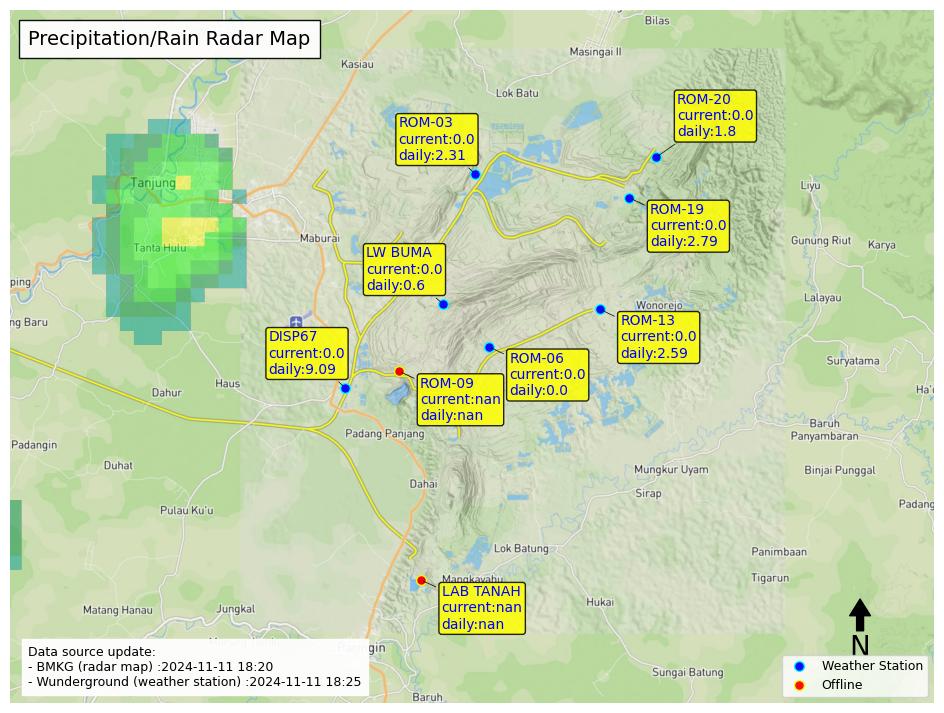 Precipitation/Rain Radar Map
Bilas
Masingai II
Kasiau
Lok Batu
ROM-20
current:0.0
daily:1.8
ROM-03
current:0.0
daily:2.31
Tanjung
Liyu
ROM-19
current:0.0
daily:2.79
Maburai
Tanta Hulu
Gunung Riut
Karya
LW BUMA
current:0.0
daily:0.6
ping
Lalayau
Wonorejo
ng Baru
ROM-13
current:0.0
daily:2.59
DISP67
current:0.0
daily:9.09
ROM-06
current:0.0
daily:0.0
Suryatama
ROM-09
current:nan
daily:nan
Haus
Dahur
Baruh
Panyambaran
Padang Panjang
Padangin
Duhat
Mungkur Uyam
Binjai Punggal
Dahai
Sirap
Padang
Pulau Ku'u
Lok Batung
Panimbaan
Mangkayahu
Tigarun
LAB TANAH
current:nan
daily:nan
Hukai
Matang Hanau
Jungkal
N
Data source update:
- BMKG (radar map) :2024-11-11 18:20
- Wunderground (weather station) :2024-11-11 18:25
Sungai Batung
Weather Station
Offline
Baruh